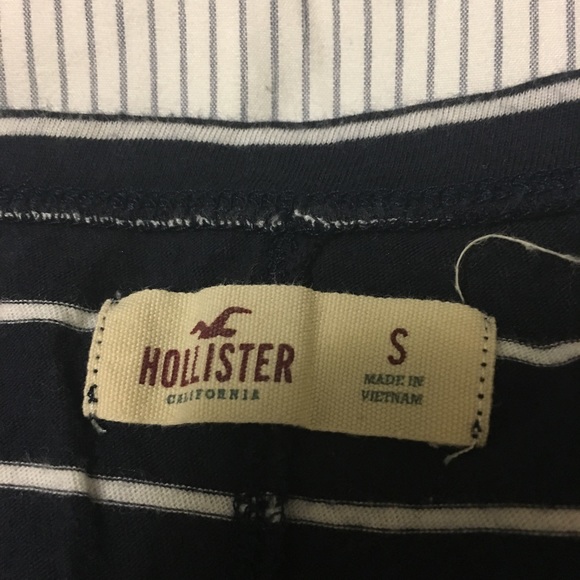 HOLLISTER
CALIFORNIA
S
MADE IN
VIETNAM